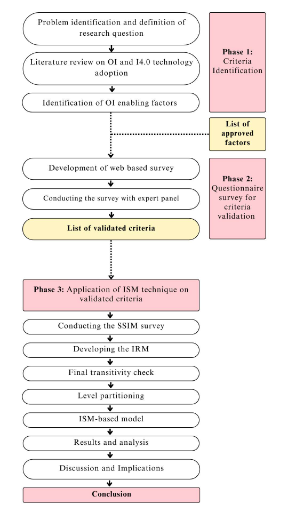 Problem identification and definition of
research question
Phase 1:
Criteria
Identification
Literature review on OI and I4.0 technology
adoption
Identification of OI enabling factors
List of
approved
factors
Development of web based survey
Phase 2:
Questionnaire
survey for
criteria
validation
Conducting the survey with expert panel
List of validated criteria
Phase 3: Application of ISM technique on
validated criteria
Conducting the SSIM survey
Developing the IRM
Final transitivity check
Level partitioning
ISM-based model
Results and analysis
Discussion and Implications
Conclusion